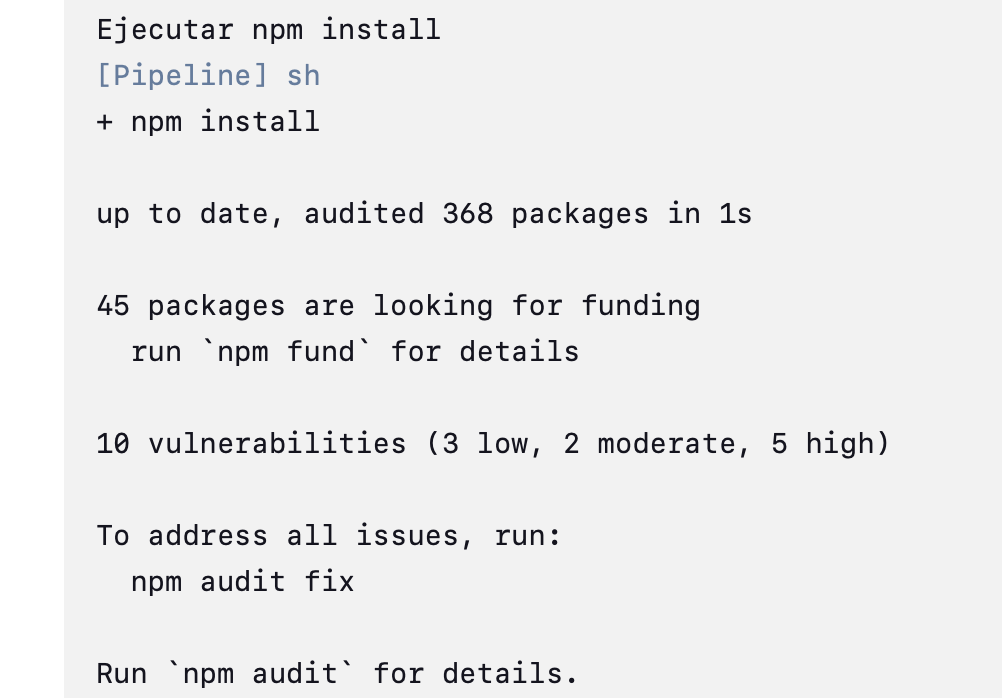 Ejecutar npm install
[Pipeline] sh
+ npm install
up to date, audited 368 packages in 1s
45 packages are looking for funding
run `npm fund` for details
10 vulnerabilities (3 low, 2 moderate, 5 high)
To address all issues, run:
npm audit fix
Run `npm audit` for details.